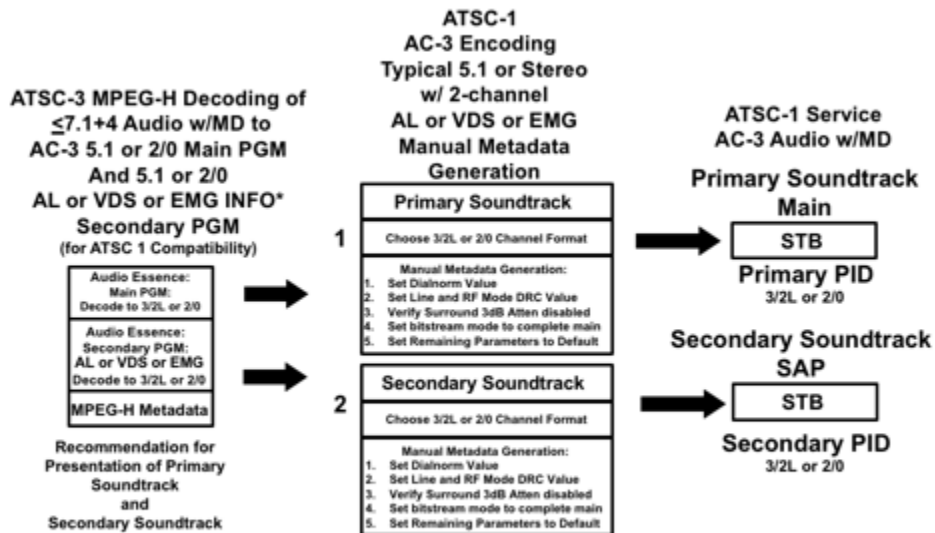 ATSC-3 MPEG-H Decoding of
≤7.1+4 Audio w/MD to
AC-3 5.1 or 2/0 Main PGM
And 5.1 or 2/0
AL or VDS or EMG INFO*
Secondary PGM
(for ATSC 1 Compatibility)
Audio Essence:
Main PGM:
Decode to 3/2L or 2/0
Audio Essence:
Secondary PGM:
AL or VDS or EMG
Decode to 3/2L or 2/0
MPEG-H Metadata
Recommendation for
Presentation of Primary
Soundtrack
and
Secondary Soundtrack
ATSC-1
AC-3 Encoding
Typical 5.1 or Stereo
w/ 2-channel
AL or VDS or EMG
Manual Metadata
Generation
1
Primary Soundtrack
Choose 3/2L or 2/0 Channel Format
Manual Metadata Generation:
1. Set Dialnorm Value
2. Set Line and RF Mode DRC Value
3. Verify Surround 3dB Atten disabled
4. Set bitstream mode to complete main
5. Set Remaining Parameters to Default
2
Secondary Soundtrack
Choose 3/2L or 2/0 Channel Format
Manual Metadata Generation:
1. Set Dialnorm Value
2. Set Line and RF Mode DRC Value
3. Verify Surround 3dB Atten disabled
4. Set bitstream mode to complete main
5. Set Remaining Parameters to Default
ATSC-1 Service
AC-3 Audio w/MD
Primary Soundtrack
Main
STB
Primary PID
3/2L or 2/0
Secondary Soundtrack
SAP
STB
Secondary PID
3/2L or 2/0